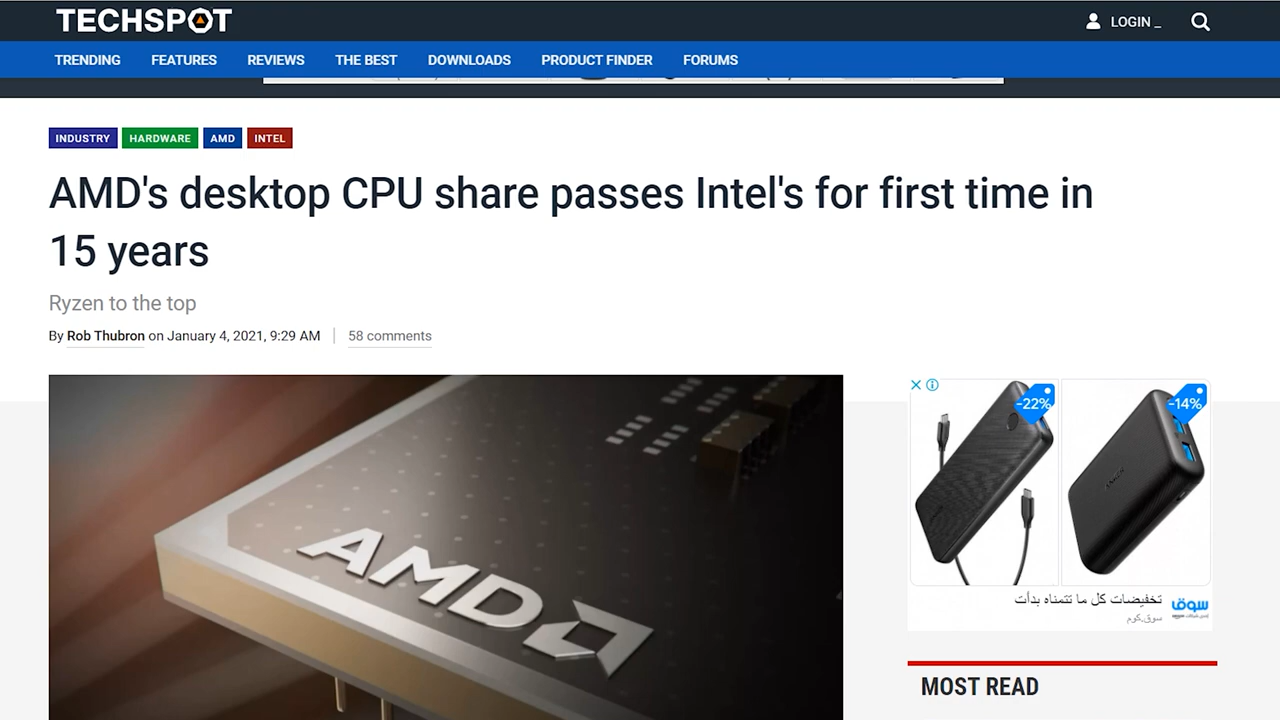 TECHSPOT
LOGIN _
TRENDING FEATURES REVIEWS THE BEST DOWNLOADS PRODUCT FINDER FORUMS
INDUSTRY HARDWARE AMD INTEL
AMD's desktop CPU share passes Intel's for first time in
15 years
Ryzen to the top
By Rob Thubron on January 4, 2021, 9:29 AM
58 comments
AMD
-22%
-14%
ANKER
تخفيضات كل ما تتمناه بدأت
سوق.كوم
سوق
MOST READ